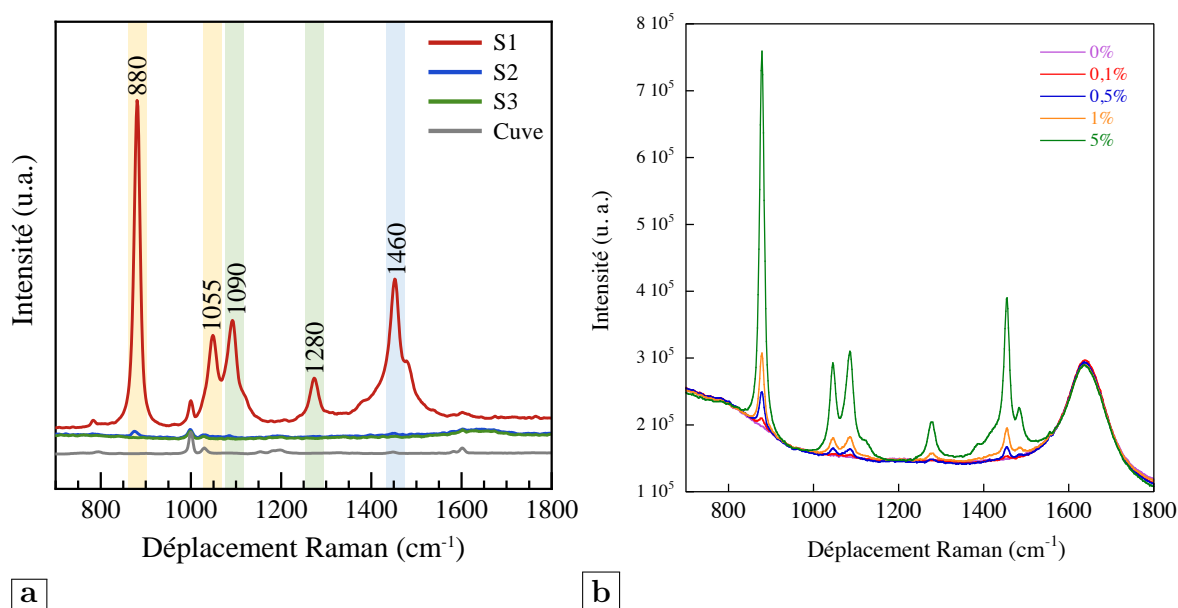 S1
S2
S3
Cuve
880
1055
1090
1280
1460
Intensité (u.a.)
800 1000 1200 1400 1600 1800
Déplacement Raman (cm⁻¹)
a
8 10⁵
7 10⁵
6 10⁵
5 10⁵
4 10⁵
3 10⁵
2 10⁵
1 10⁵
0%
0,1%
0,5%
1%
5%
Intensité (u. a.)
800 1000 1200 1400 1600 1800
Déplacement Raman (cm⁻¹)
b